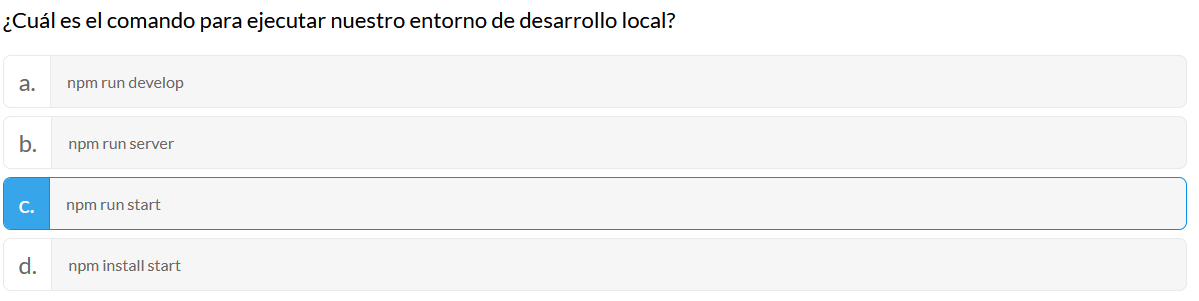 ¿Cuál es el comando para ejecutar nuestro entorno de desarrollo local?
a. npm run develop
b. npm run server
c. npm run start
d. npm install start